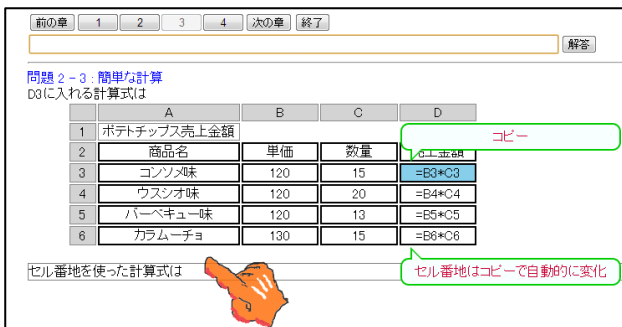 前の章 1 2 3 4 次の章 終了
解答
問題2-3:簡単な計算
D3に入れる計算式は
A B C D
1 ポテトチップス売上金額
コピー
2 商品名 単価 数量 売上金額
3 コンソメ味 120 15 =B3*C3
4 ウスシオ味 120 20 =B4*C4
5 バーベキュー味 120 13 =B5*C5
6 カラムーチョ 130 15 =B6*C6
セル番地を使った計算式は
セル番地はコピーで自動的に変化